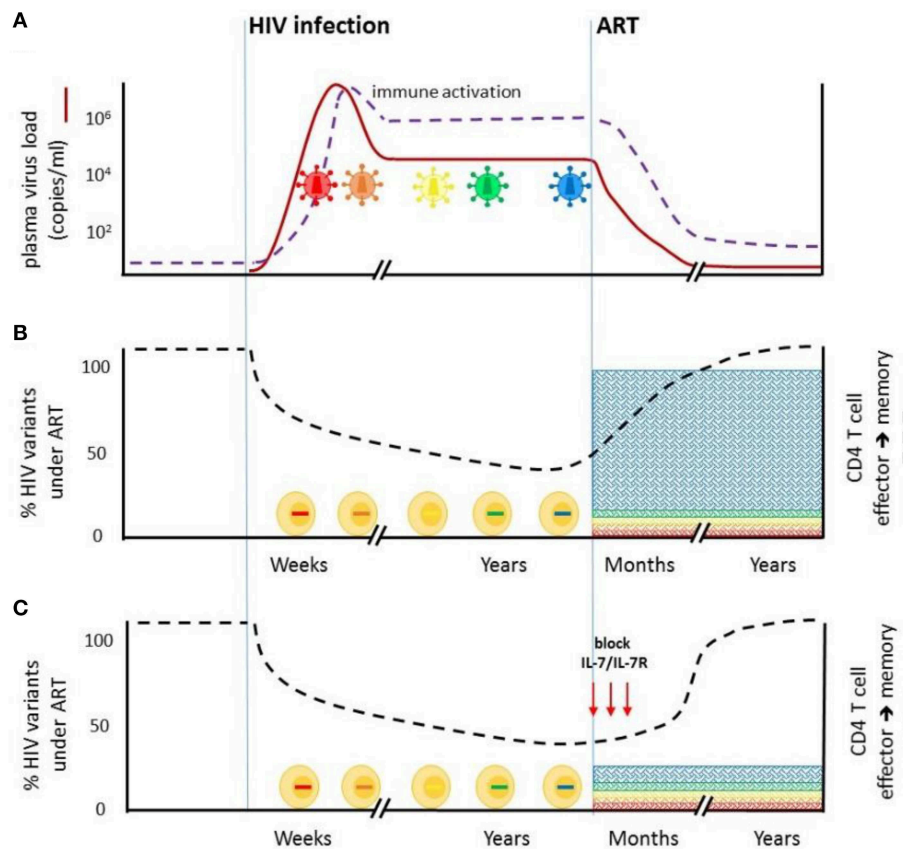 A
HIV infection
ART
plasma virus load
(copies/ml)
immune activation
10⁶
10⁴
10²
B
% HIV variants
under ART
100
50
0
CD4 T cell
effector ➔ memory
Weeks
Years
Months
Years
C
% HIV variants
under ART
100
50
0
block
IL-7/IL-7R
CD4 T cell
effector ➔ memory
Weeks
Years
Months
Years